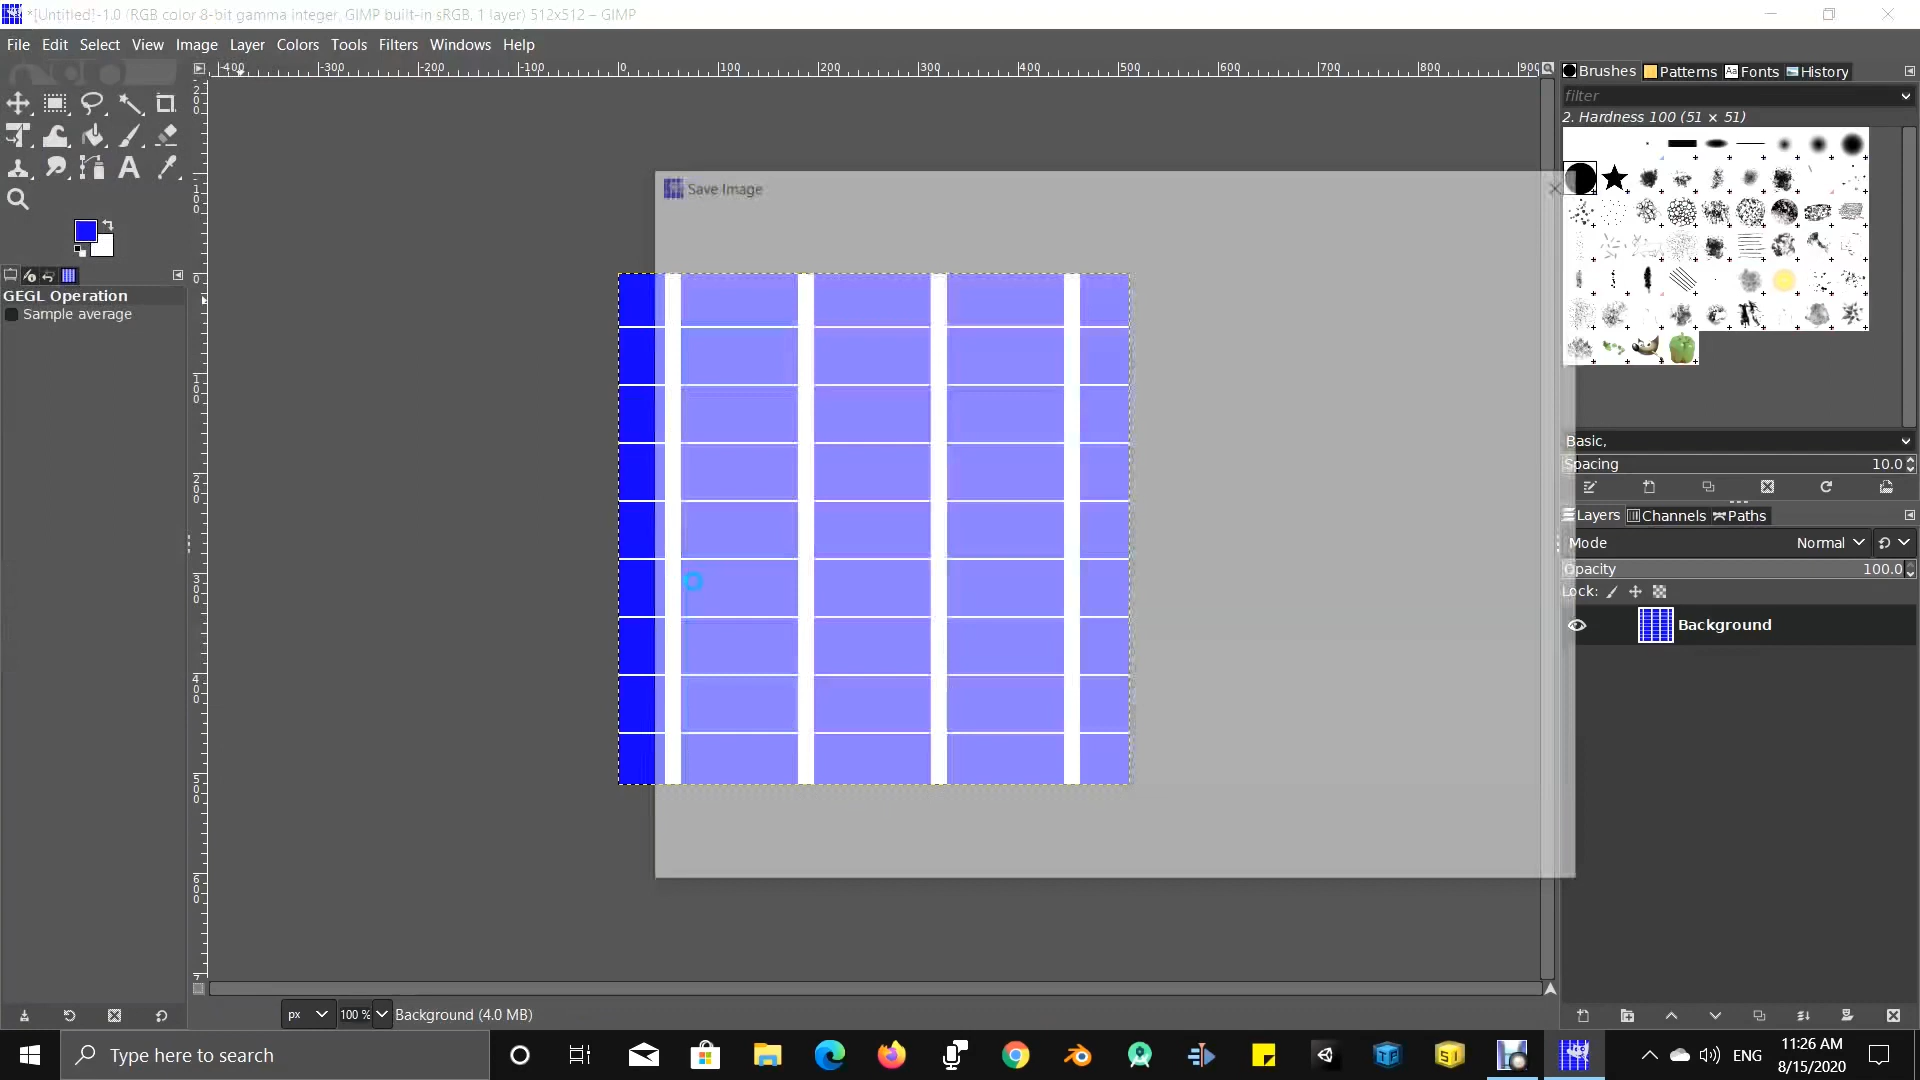 *[Untitled]-1.0 (RGB color 8-bit gamma integer, GIMP built-in sRGB, 1 layer) 512x512 – GIMP
File Edit Select View Image Layer Colors Tools Filters Windows Help
-400 -300 -200 -100 0 100 200 300 400 500 600 700 800 900
Brushes Patterns Fonts History
filter
2. Hardness 100 (51 × 51)
Save Image
GEGL Operation
Sample average
Basic,
Spacing 10.0
Layers Channels Paths
Mode Normal
Opacity 100.0
Lock:
Background
px 100 % Background (4.0 MB)
Type here to search
ENG
11:26 AM
8/15/2020